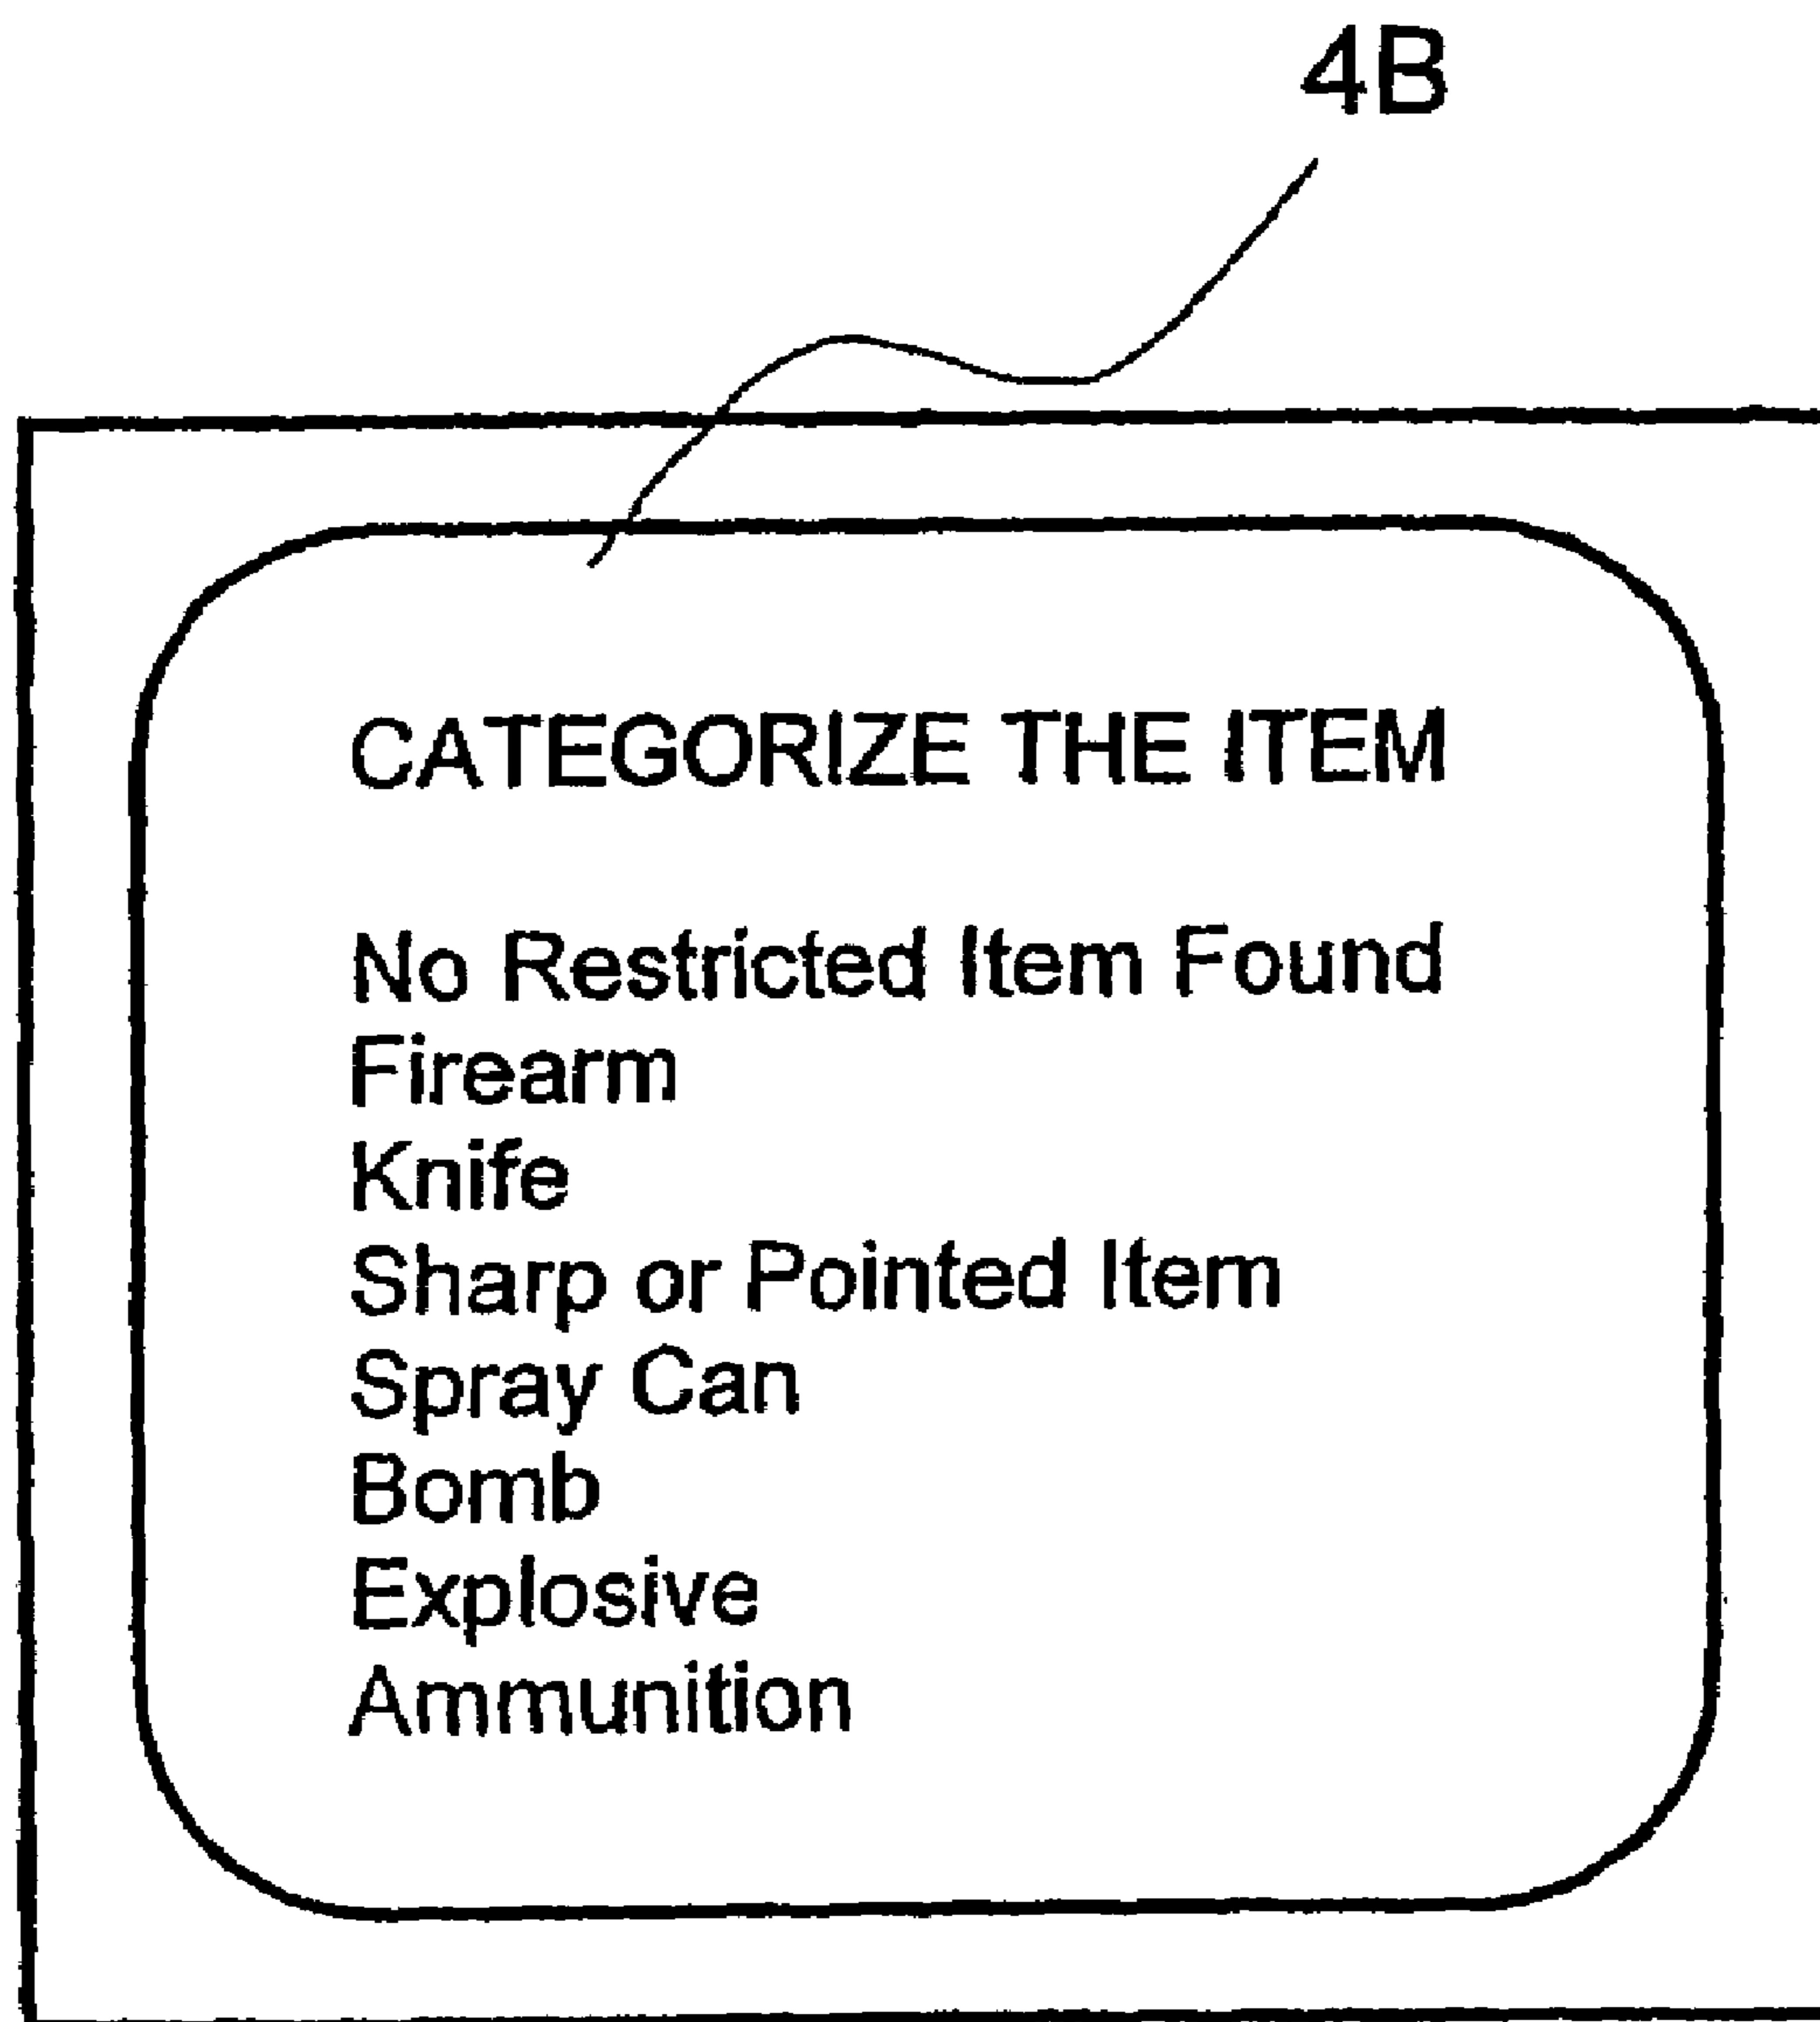 4B
CATEGORIZE THE ITEM
No Restricted Item Found
Firearm
Knife
Sharp or Pointed Item
Spray Can
Bomb
Explosive
Ammunition